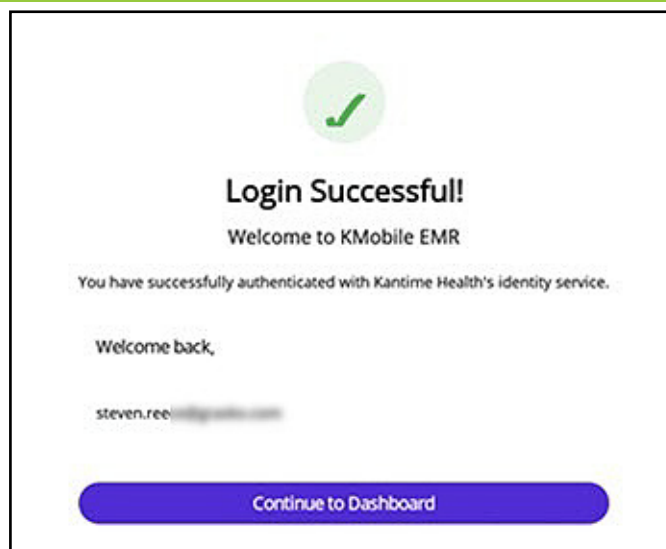 Login Successful!
Welcome to KMobile EMR
You have successfully authenticated with Kantime Health's identity service.
Welcome back,
steven.ree
Continue to Dashboard